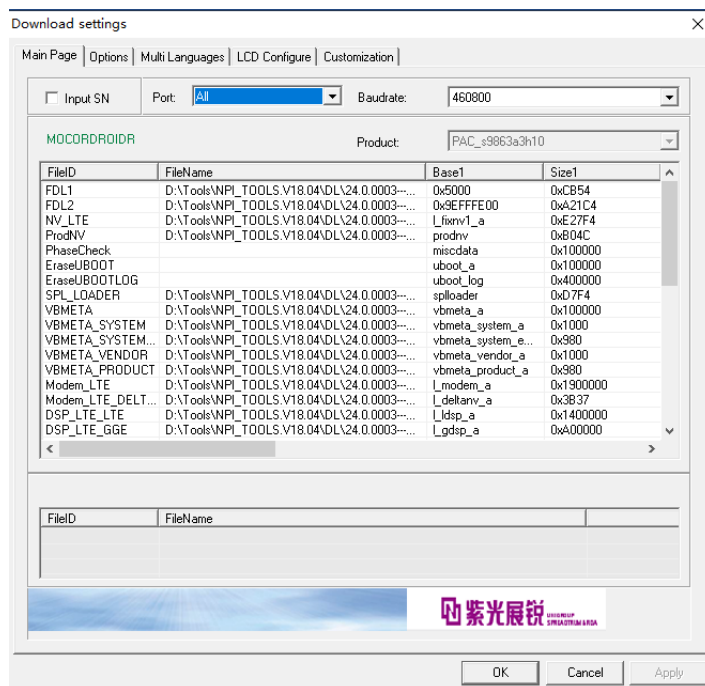 Download settings
Main Page Options Multi Languages LCD Configure Customization
Input SN Port: All Baudrate: 460800
MOCORDROIDR Product: PAC_s9863a3h10
FileID FileName Base1 Size1
FDL1 D:\Tools\NPI_TOOLS.V18.04\DL\24.0.0003---... 0x5000 0xCB54
FDL2 D:\Tools\NPI_TOOLS.V18.04\DL\24.0.0003---... 0x9EFFFE00 0xA21C4
NV_LTE D:\Tools\NPI_TOOLS.V18.04\DL\24.0.0003---... l_fixnv1_a 0xE27F4
ProdNV D:\Tools\NPI_TOOLS.V18.04\DL\24.0.0003---... prodnv 0xB04C
PhaseCheck miscdata 0x100000
EraseUBOOT uboot_a 0x100000
EraseUBOOTLOG uboot_log 0x400000
SPL_LOADER D:\Tools\NPI_TOOLS.V18.04\DL\24.0.0003---... splloader 0xD7F4
VBMETA D:\Tools\NPI_TOOLS.V18.04\DL\24.0.0003---... vbmeta_a 0x100000
VBMETA_SYSTEM D:\Tools\NPI_TOOLS.V18.04\DL\24.0.0003---... vbmeta_system_a 0x1000
VBMETA_SYSTEM... D:\Tools\NPI_TOOLS.V18.04\DL\24.0.0003---... vbmeta_system_e... 0x980
VBMETA_VENDOR D:\Tools\NPI_TOOLS.V18.04\DL\24.0.0003---... vbmeta_vendor_a 0x1000
VBMETA_PRODUCT D:\Tools\NPI_TOOLS.V18.04\DL\24.0.0003---... vbmeta_product_a 0x980
Modem_LTE D:\Tools\NPI_TOOLS.V18.04\DL\24.0.0003---... l_modem_a 0x1900000
Modem_LTE_DELT... D:\Tools\NPI_TOOLS.V18.04\DL\24.0.0003---... l_deltanv_a 0x3B37
DSP_LTE_LTE D:\Tools\NPI_TOOLS.V18.04\DL\24.0.0003---... l_ldsp_a 0x1400000
DSP_LTE_GGE D:\Tools\NPI_TOOLS.V18.04\DL\24.0.0003---... l_gdsp_a 0xA00000
FileID FileName
紫光展锐 UNIGROUP
SPREADTRUM & RDA
OK Cancel Apply